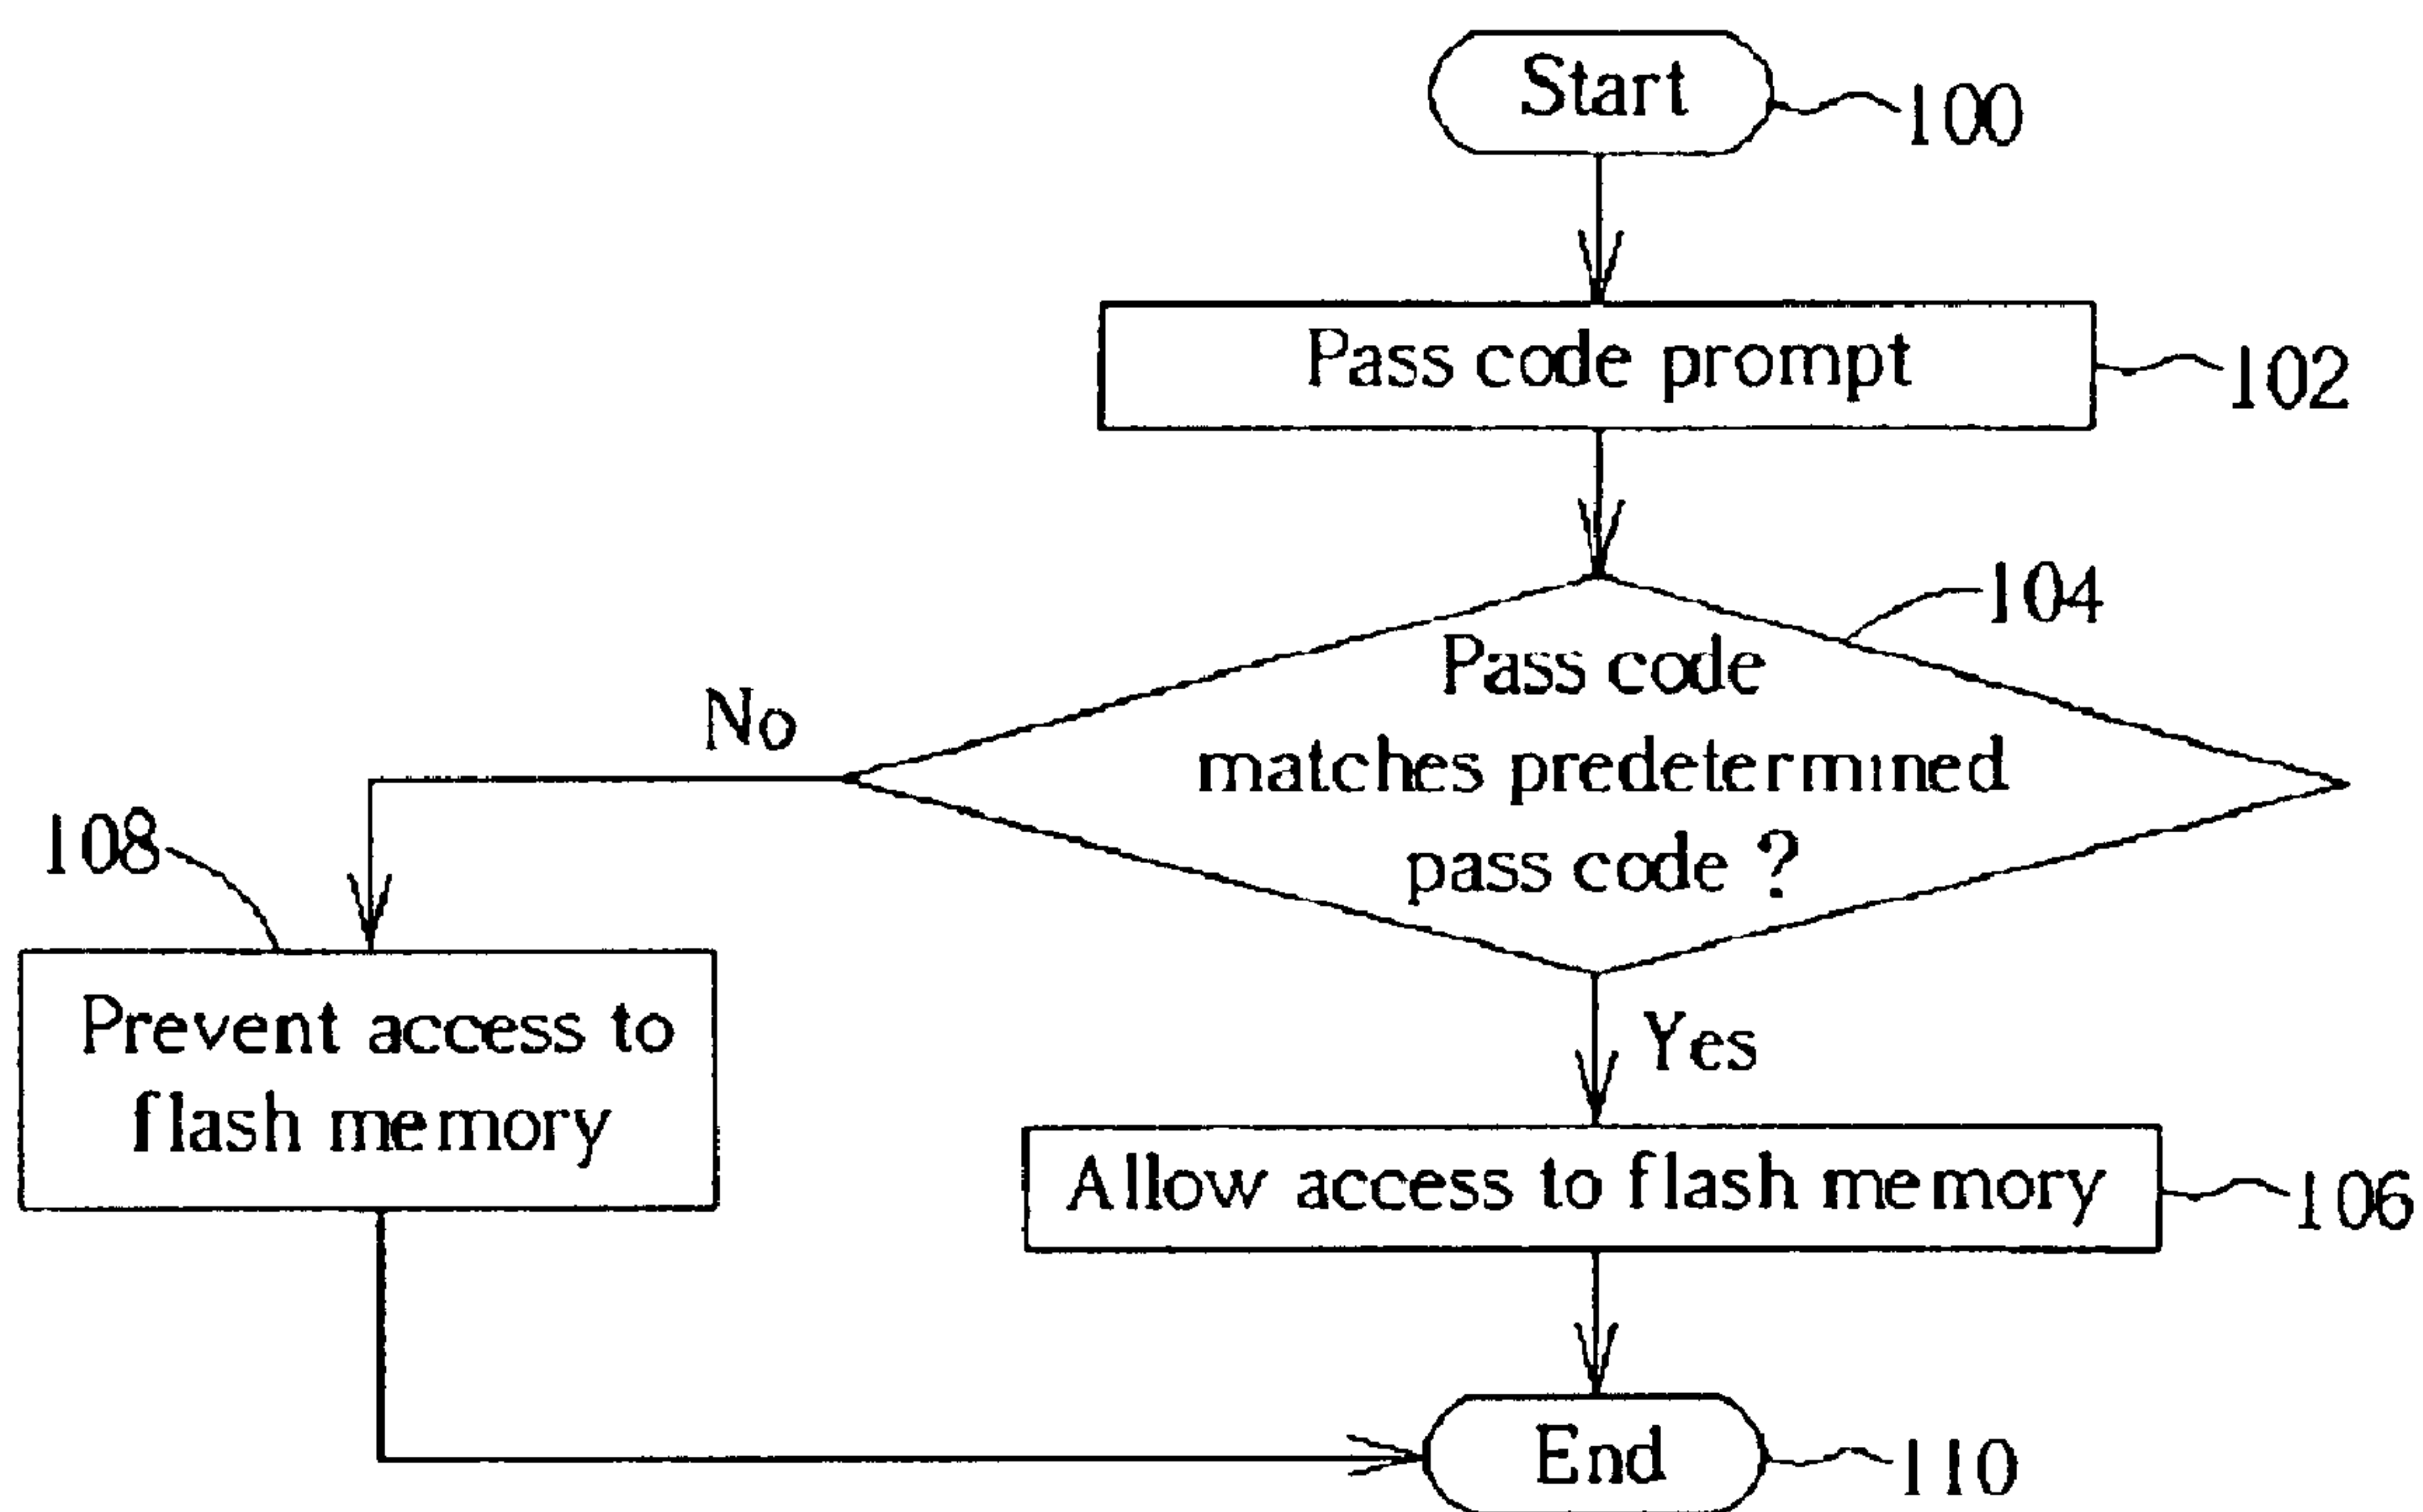 Start
100
Pass code prompt
102
104
Pass code
matches predetermined
pass code ?
No
108
Prevent access to
flash memory
Yes
Allow access to flash memory
106
End
110